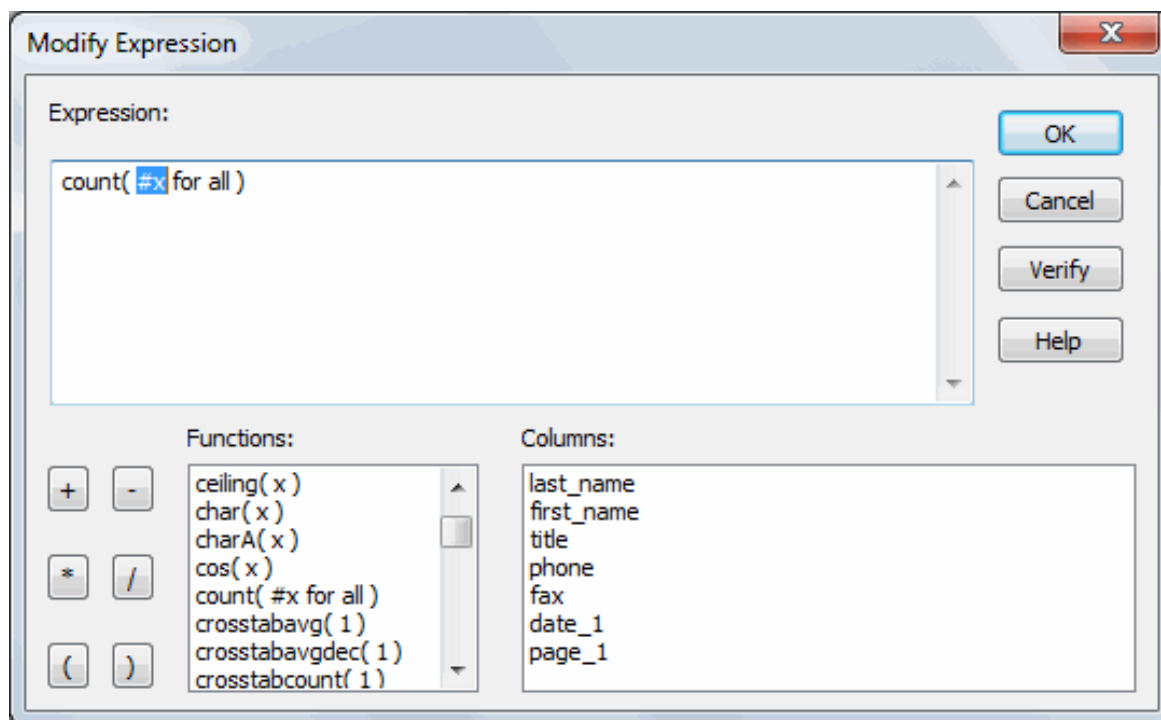 Modify Expression
Expression:
OK
count( #x for all )
Cancel
Verify
Help
Functions:
Columns:
+ -
* /
( )
ceiling( x )
char( x )
charA( x )
cos( x )
count( #x for all )
crosstabavg( 1 )
crosstabavgdec( 1 )
crosstabcount( 1 )
last_name
first_name
title
phone
fax
date_1
page_1